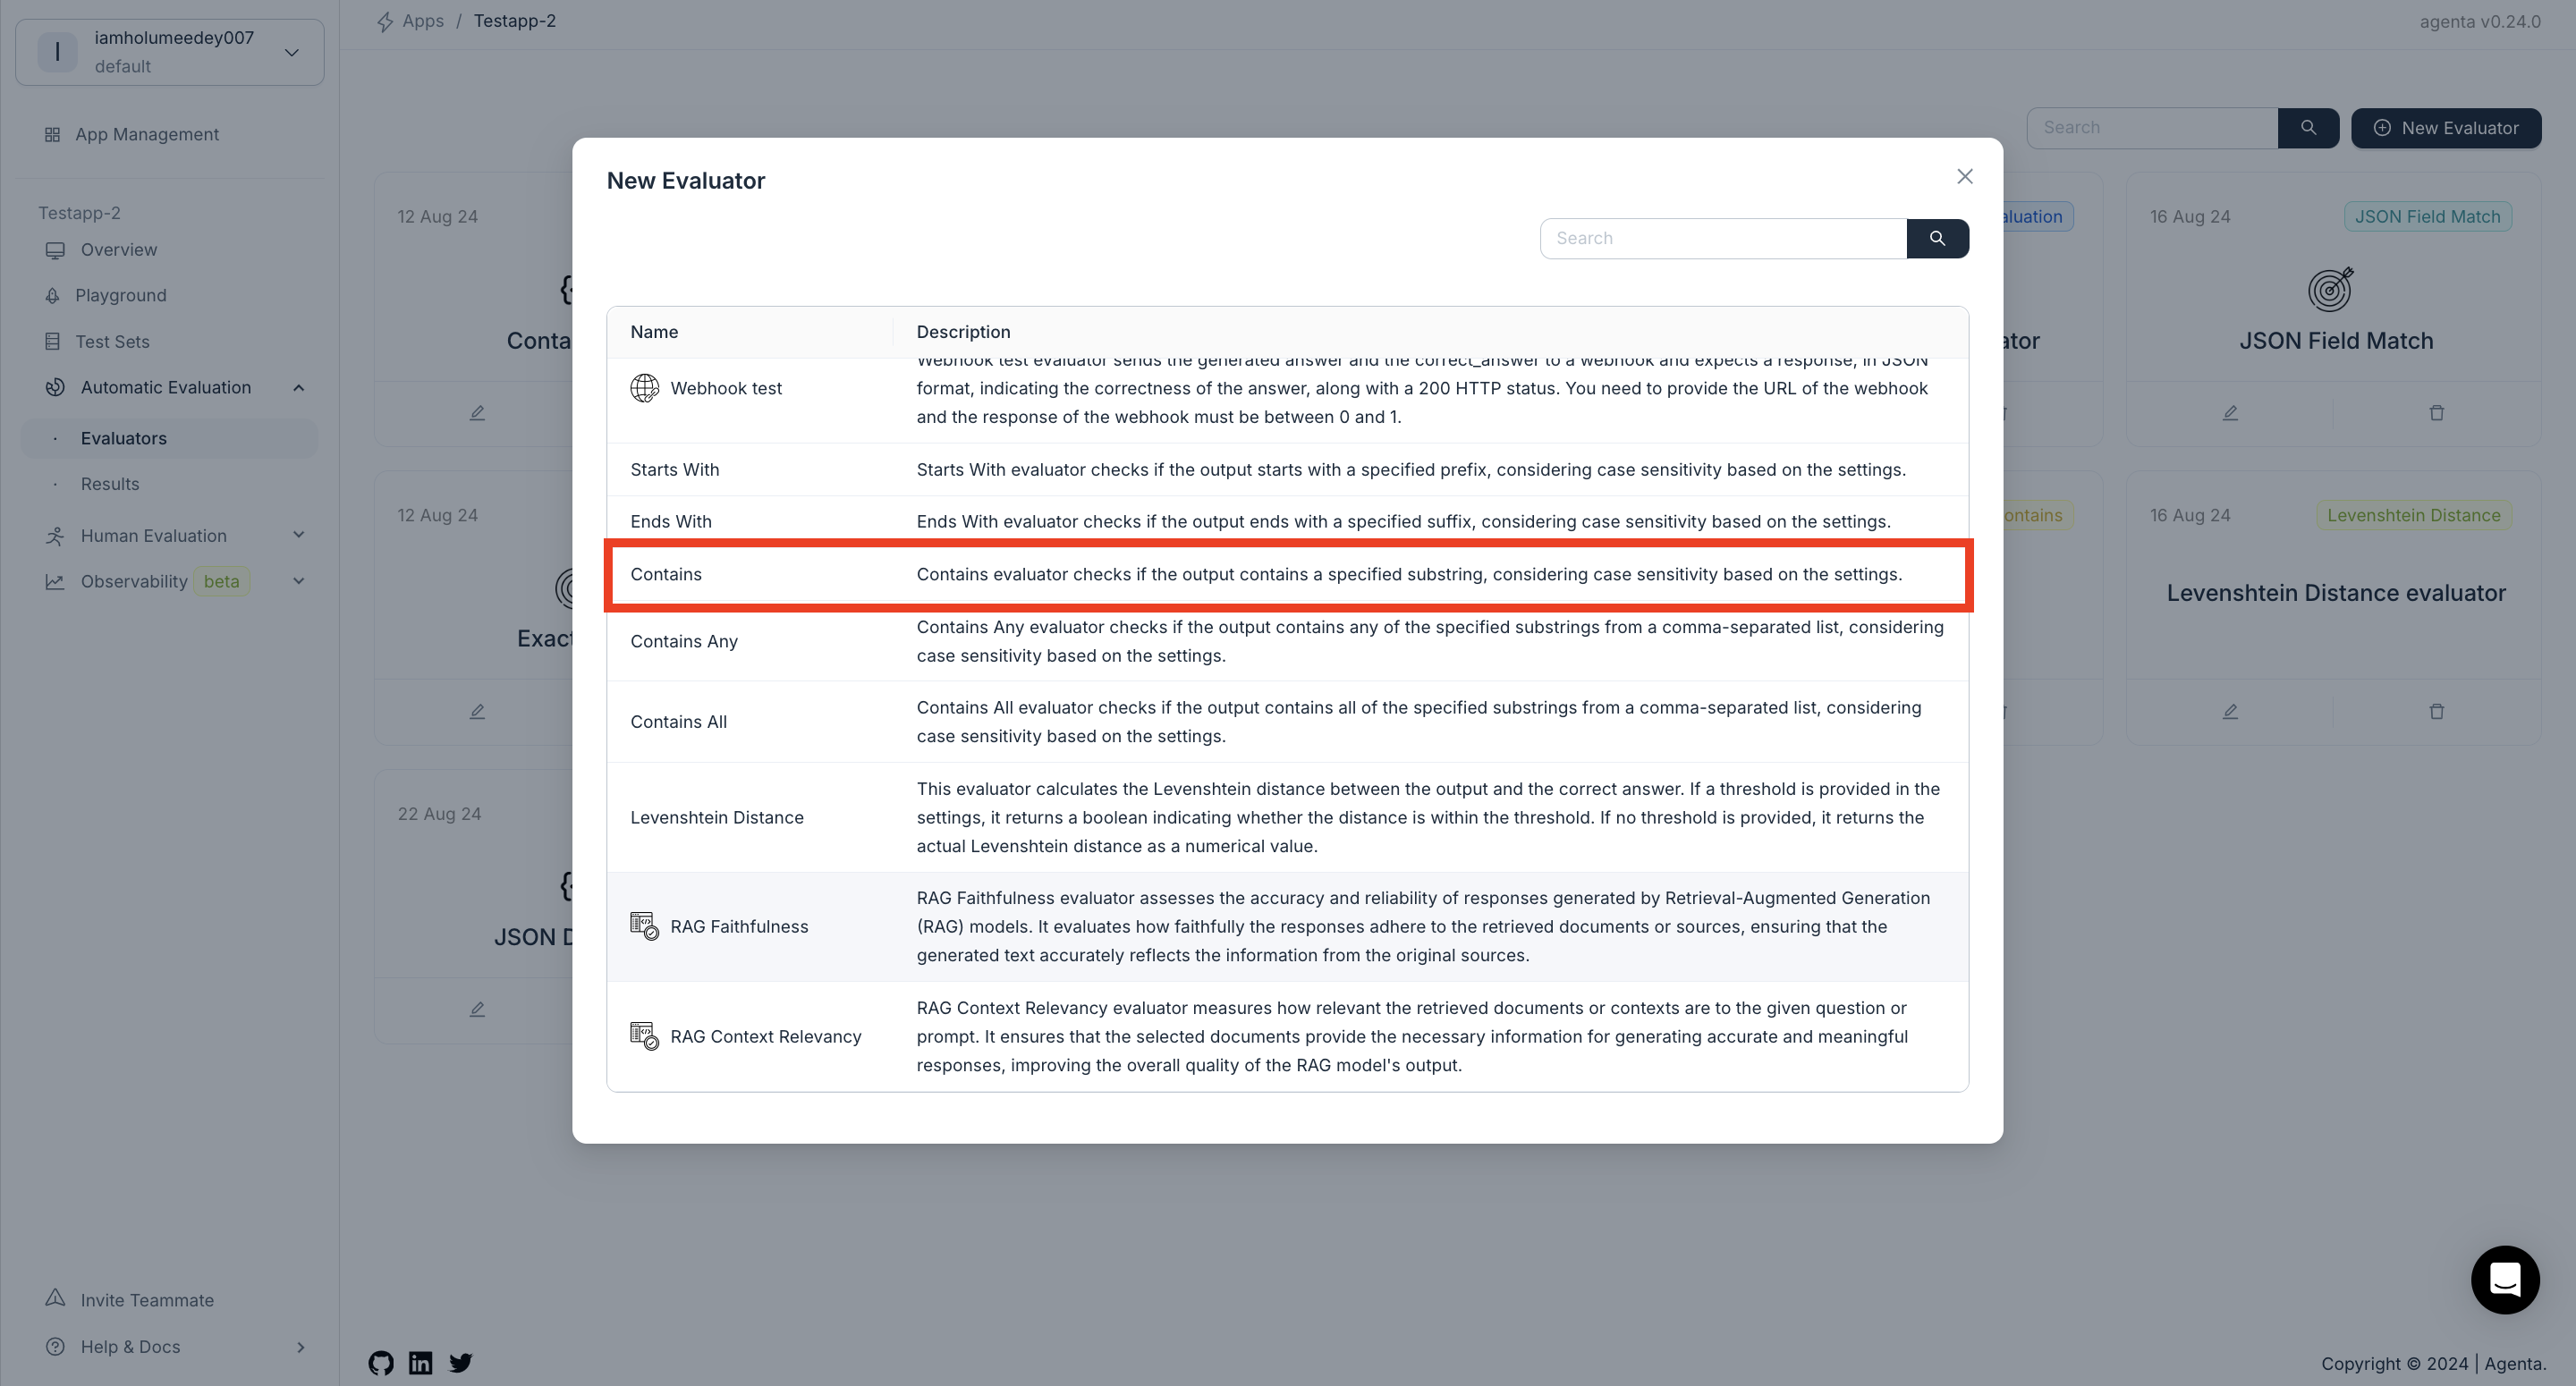 I
iamholumeedey007
default
App Management
Testapp-2
Overview
Playground
Test Sets
Automatic Evaluation
· Evaluators
· Results
Human Evaluation
Observability beta
Invite Teammate
Help & Docs
Apps / Testapp-2
agenta v0.24.0
Search
New Evaluator
12 Aug 24
Conta
12 Aug 24
Exact
22 Aug 24
JSON D
aluation
ator
16 Aug 24 JSON Field Match
JSON Field Match
ontains
16 Aug 24 Levenshtein Distance
Levenshtein Distance evaluator
New Evaluator
Search
Name Description
Webhook test
Webhook test evaluator sends the generated answer and the correct_answer to a webhook and expects a response, in JSON
format, indicating the correctness of the answer, along with a 200 HTTP status. You need to provide the URL of the webhook
and the response of the webhook must be between 0 and 1.
Starts With
Starts With evaluator checks if the output starts with a specified prefix, considering case sensitivity based on the settings.
Ends With
Ends With evaluator checks if the output ends with a specified suffix, considering case sensitivity based on the settings.
Contains
Contains evaluator checks if the output contains a specified substring, considering case sensitivity based on the settings.
Contains Any
Contains Any evaluator checks if the output contains any of the specified substrings from a comma-separated list, considering
case sensitivity based on the settings.
Contains All
Contains All evaluator checks if the output contains all of the specified substrings from a comma-separated list, considering
case sensitivity based on the settings.
Levenshtein Distance
This evaluator calculates the Levenshtein distance between the output and the correct answer. If a threshold is provided in the
settings, it returns a boolean indicating whether the distance is within the threshold. If no threshold is provided, it returns the
actual Levenshtein distance as a numerical value.
RAG Faithfulness
RAG Faithfulness evaluator assesses the accuracy and reliability of responses generated by Retrieval-Augmented Generation
(RAG) models. It evaluates how faithfully the responses adhere to the retrieved documents or sources, ensuring that the
generated text accurately reflects the information from the original sources.
RAG Context Relevancy
RAG Context Relevancy evaluator measures how relevant the retrieved documents or contexts are to the given question or
prompt. It ensures that the selected documents provide the necessary information for generating accurate and meaningful
responses, improving the overall quality of the RAG model's output.
Copyright © 2024 | Agenta.